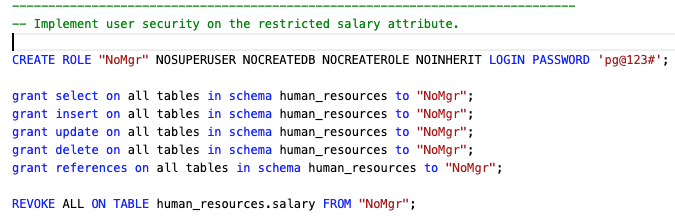 -------------------------------------------------------------------------------
-- Implement user security on the restricted salary attribute.
CREATE ROLE "NoMgr" NOSUPERUSER NOCREATEDB NOCREATEROLE NOINHERIT LOGIN PASSWORD 'pg@123#';
grant select on all tables in schema human_resources to "NoMgr";
grant insert on all tables in schema human_resources to "NoMgr";
grant update on all tables in schema human_resources to "NoMgr";
grant delete on all tables in schema human_resources to "NoMgr";
grant references on all tables in schema human_resources to "NoMgr";
REVOKE ALL ON TABLE human_resources.salary FROM "NoMgr";